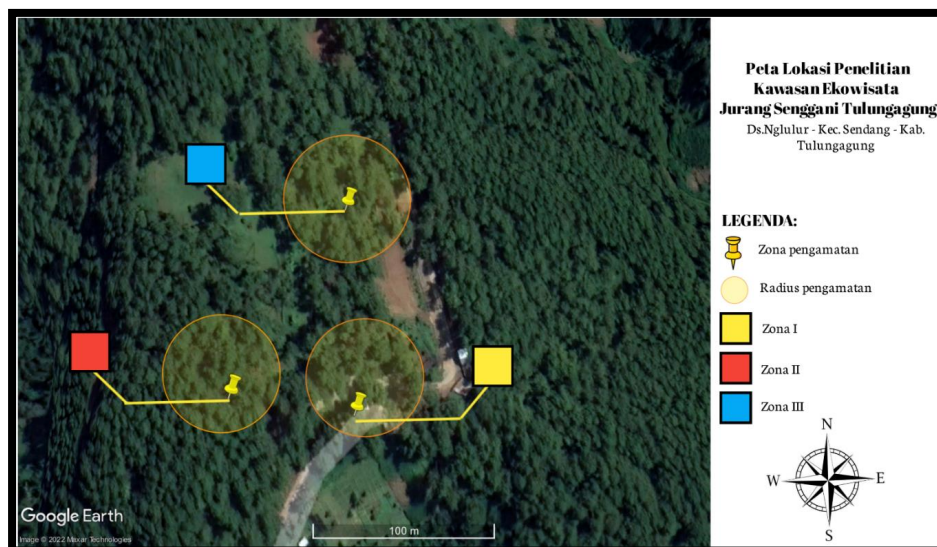 Peta Lokasi Penelitian
Kawasan Ekowisata
Jurang Senggani Tulungagung
Ds.Nglulur - Kec. Sendang - Kab.
Tulungagung
LEGENDA:
Zona pengamatan
Radius pengamatan
Zona I
Zona II
Zona III
N
W E
S
100 m
Google Earth
Image © 2022 Maxar Technologies